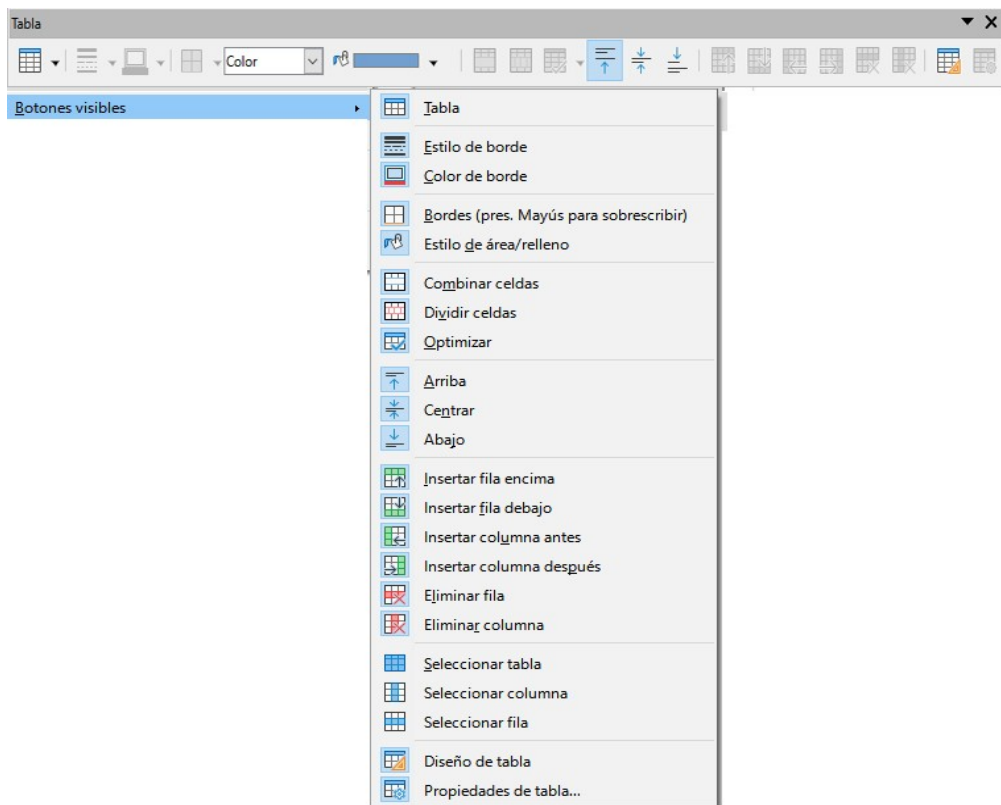 Tabla
Color
Botones visibles
Tabla
Estilo de borde
Color de borde
Bordes (pres. Mayús para sobrescribir)
Estilo de área/relleno
Combinar celdas
Dividir celdas
Optimizar
Arriba
Centrar
Abajo
Insertar fila encima
Insertar fila debajo
Insertar columna antes
Insertar columna después
Eliminar fila
Eliminar columna
Seleccionar tabla
Seleccionar columna
Seleccionar fila
Diseño de tabla
Propiedades de tabla...